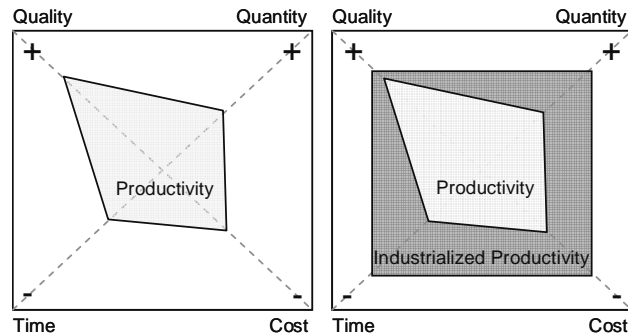 Quality Quantity
+ +
Productivity
- -
Time Cost
Quality Quantity
+ +
Productivity
Industrialized Productivity
- -
Time Cost